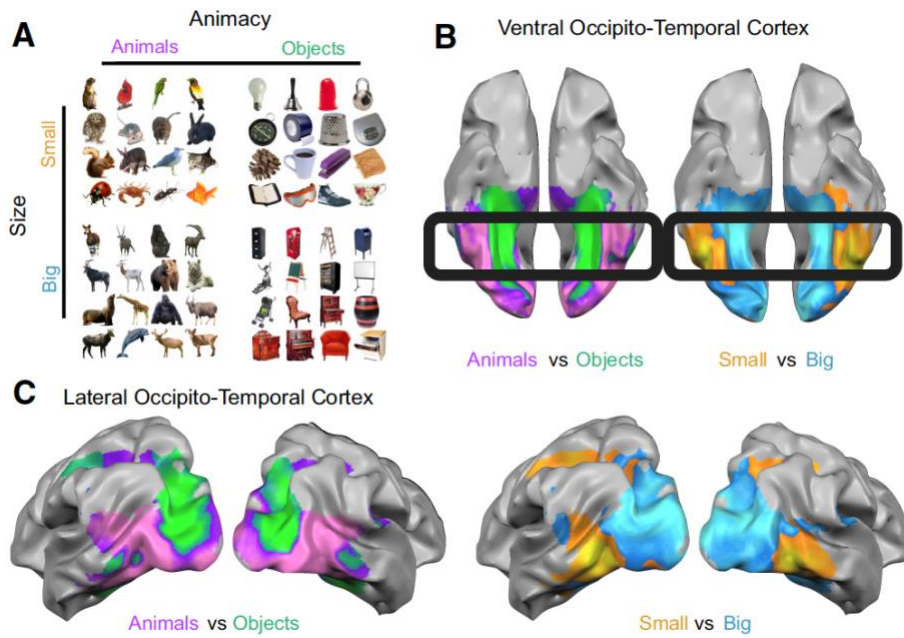 A
Animacy
Animals
Objects
Size
Small
Big
B
Ventral Occipito-Temporal Cortex
Animals vs Objects
Small vs Big
C
Lateral Occipito-Temporal Cortex
Animals vs Objects
Small vs Big